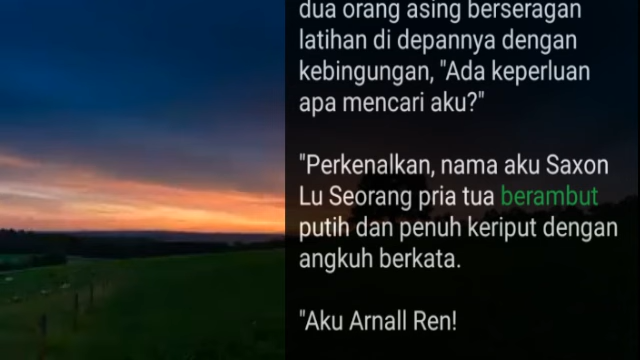 dua orang asing berseragan
latihan di depannya dengan
kebingungan, "Ada keperluan
apa mencari aku?"
"Perkenalkan, nama aku Saxon
Lu Seorang pria tua berambut
putih dan penuh keriput dengan
angkuh berkata.
"Aku Arnall Ren!